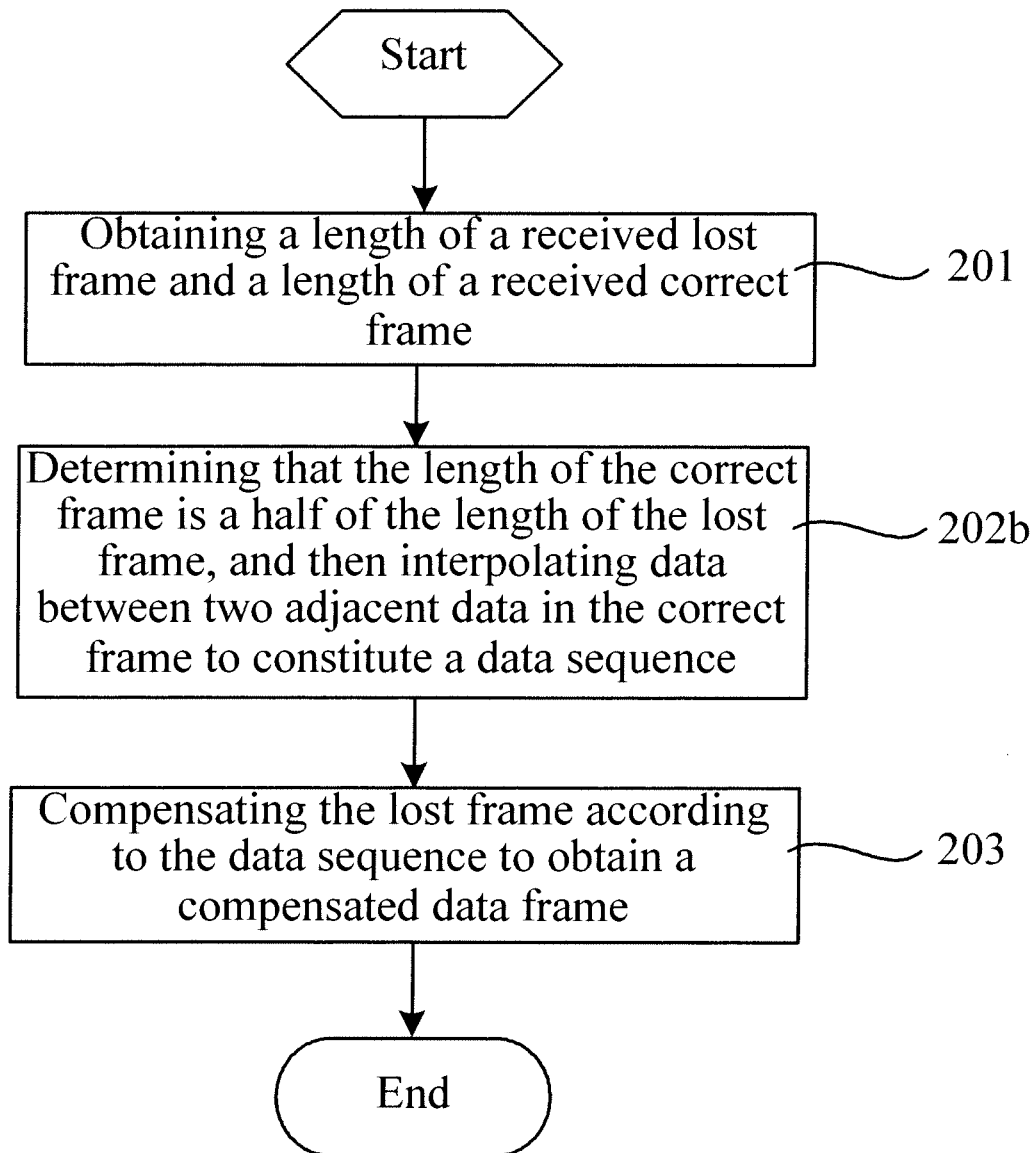 Start
Obtaining a length of a received lost
frame and a length of a received correct
frame
201
Determining that the length of the correct
frame is a half of the length of the lost
frame, and then interpolating data
between two adjacent data in the correct
frame to constitute a data sequence
202b
Compensating the lost frame according
to the data sequence to obtain a
compensated data frame
203
End